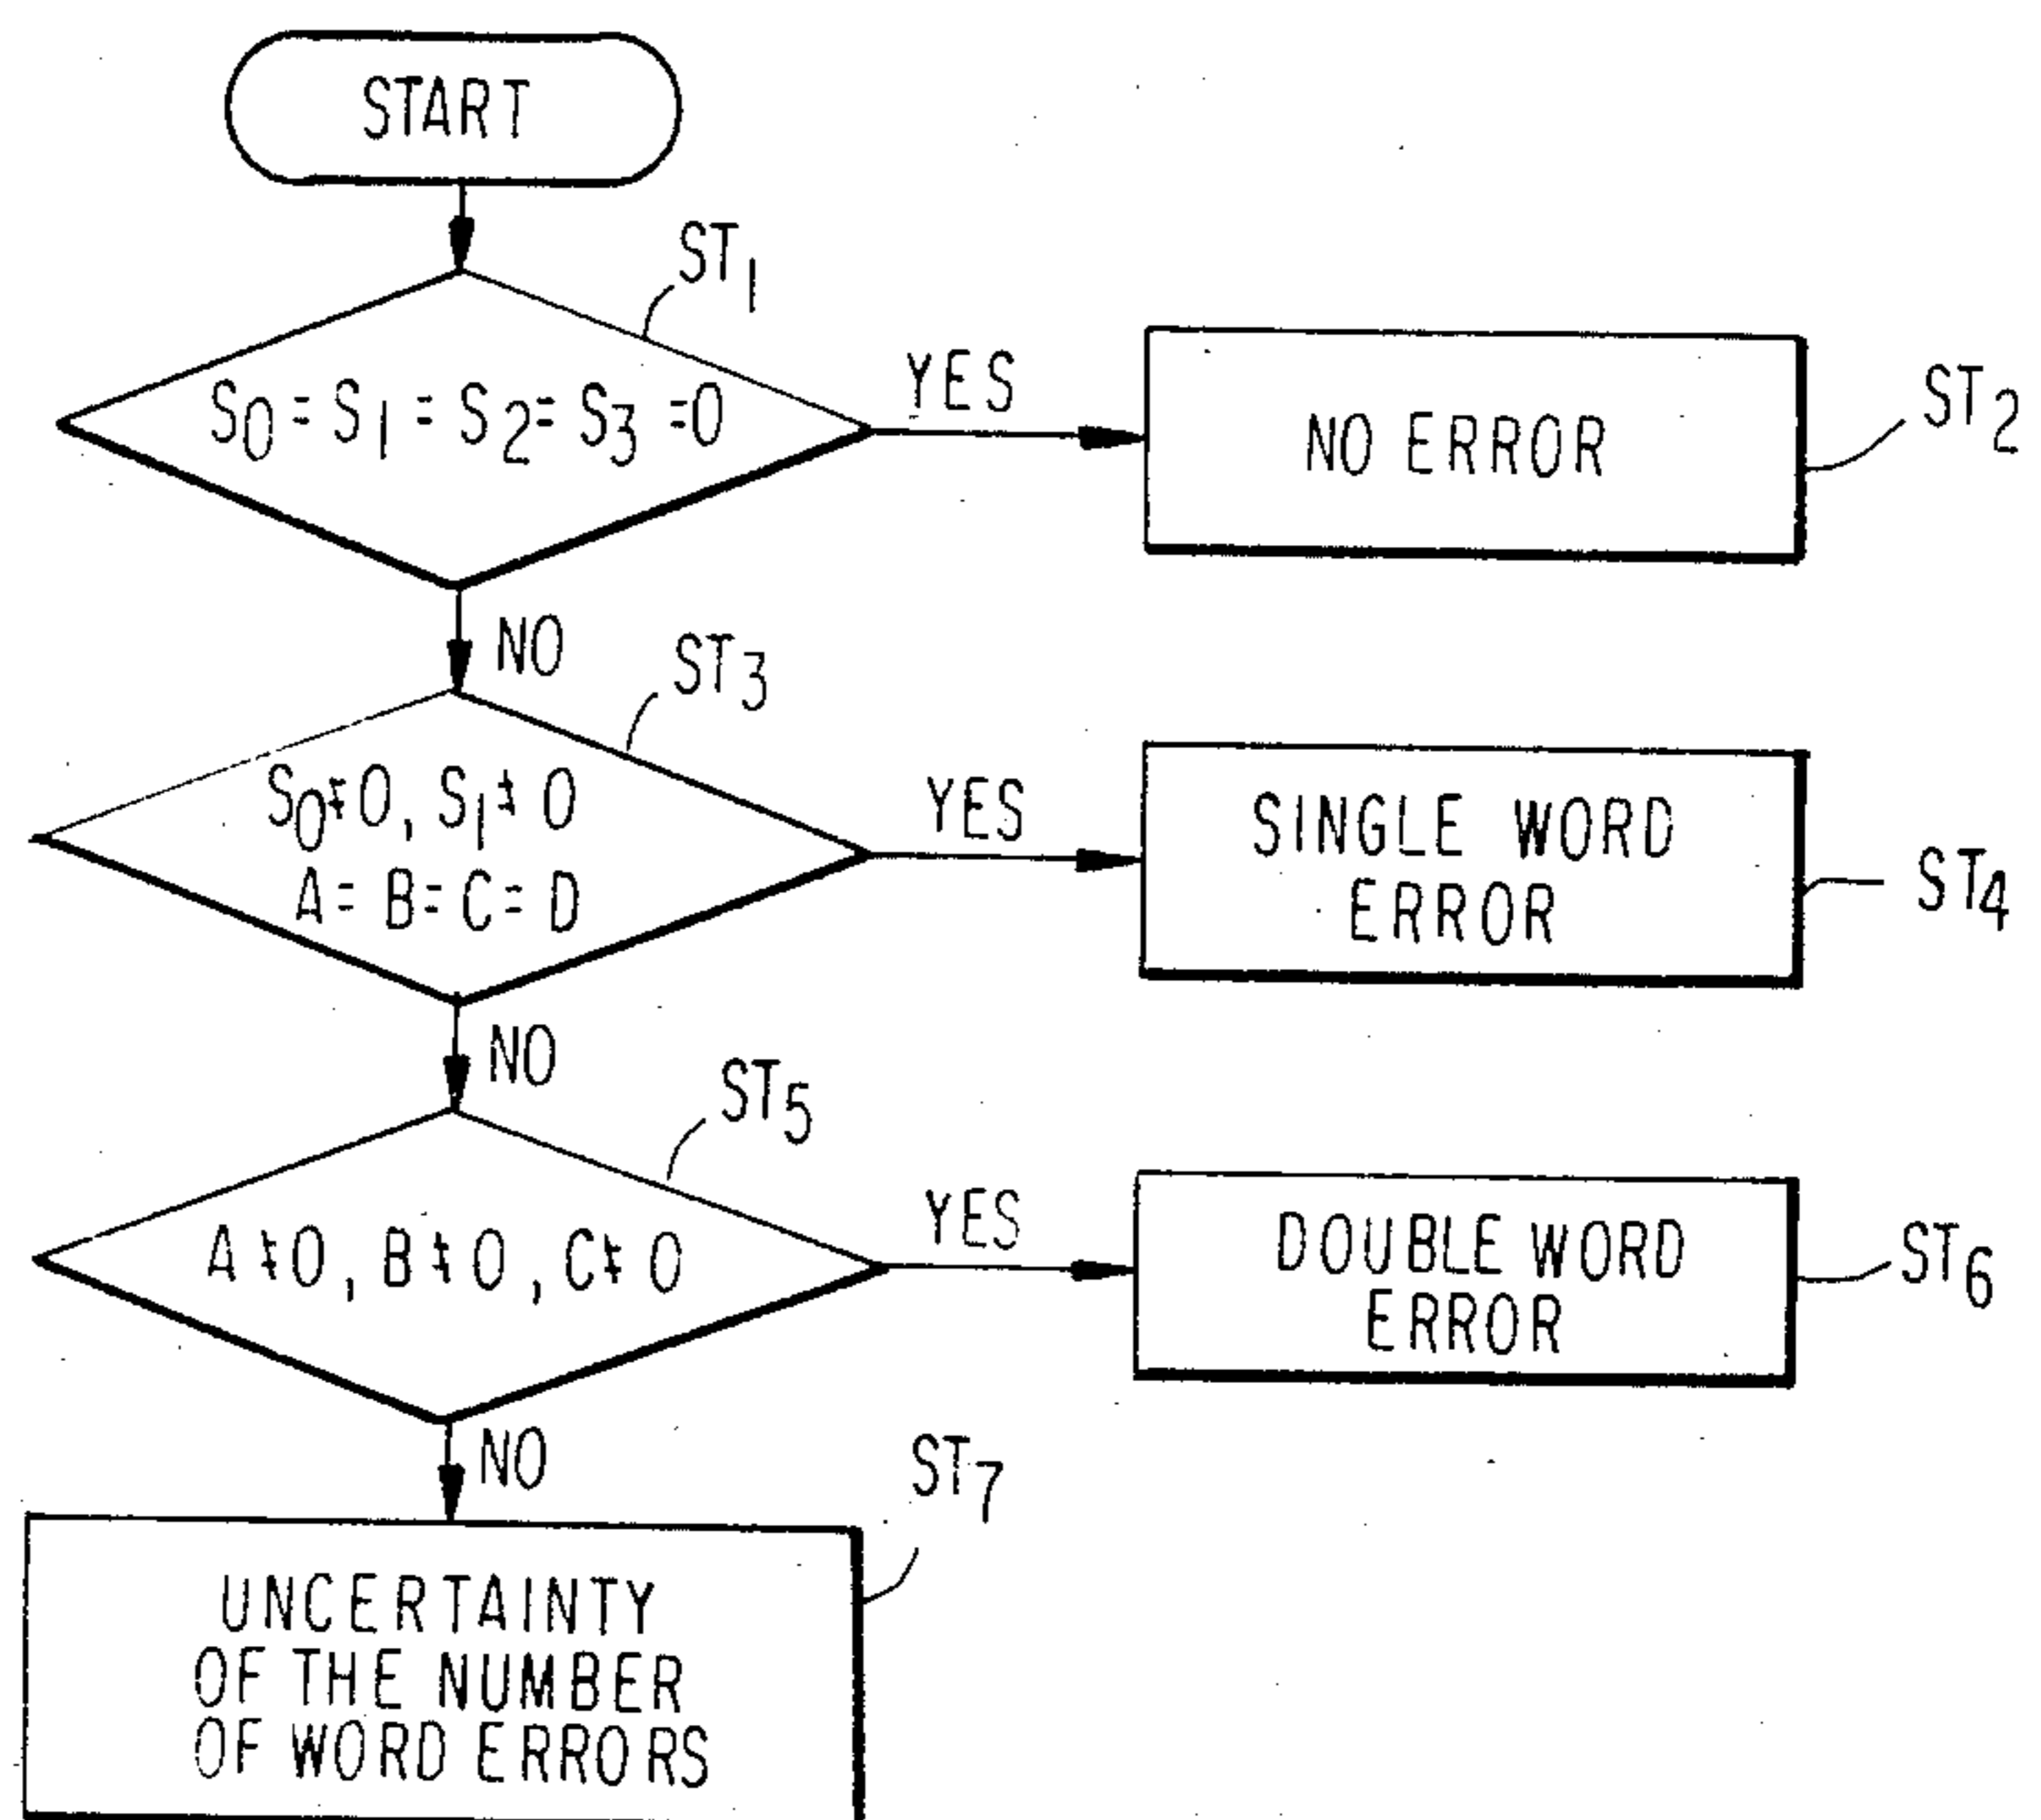 START
ST1
S0 = S1 = S2 = S3 = 0
YES
NO ERROR
ST2
NO
ST3
S0 ≠ 0, S1 ≠ 0
A = B = C = D
YES
SINGLE WORD
ERROR
ST4
NO
ST5
A ≠ 0, B ≠ 0, C ≠ 0
YES
DOUBLE WORD
ERROR
ST6
NO
ST7
UNCERTAINTY
OF THE NUMBER
OF WORD ERRORS